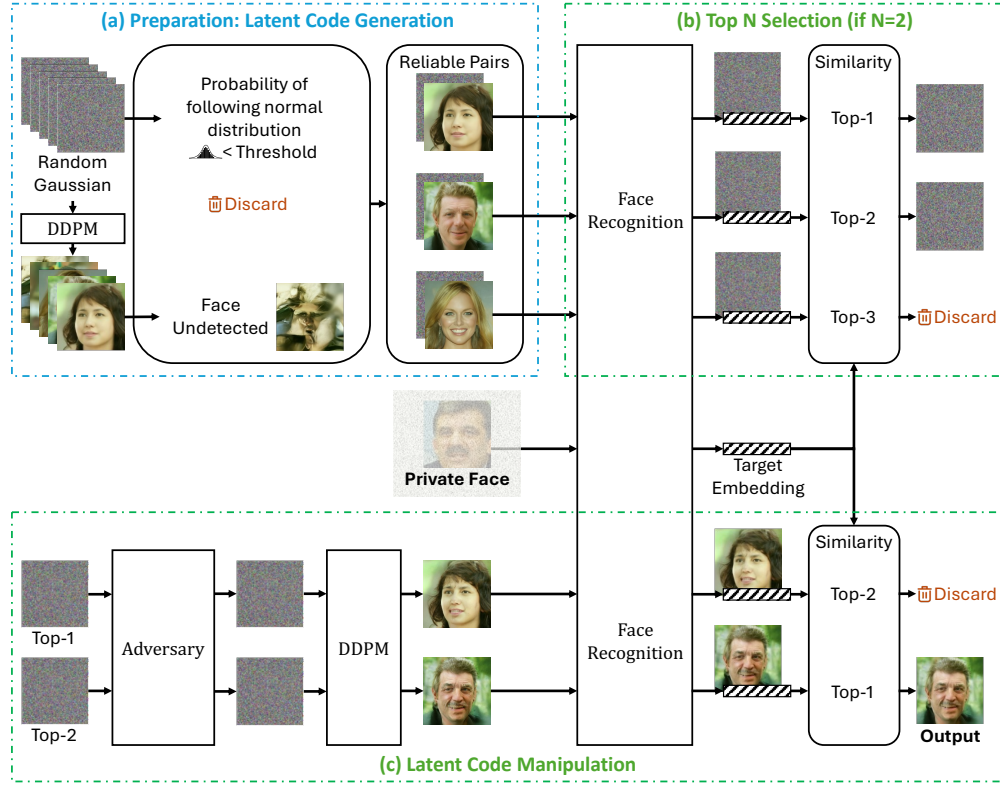 (a) Preparation: Latent Code Generation
Random
Gaussian
DDPM
Probability of
following normal
distribution
< Threshold
Discard
Face
Undetected
Reliable Pairs
(b) Top N Selection (if N=2)
Face
Recognition
Similarity
Top-1
Top-2
Top-3
Discard
Private Face
Target
Embedding
Top-1
Top-2
Adversary
DDPM
Face
Recognition
Similarity
Top-2
Discard
Top-1
Output
(c) Latent Code Manipulation